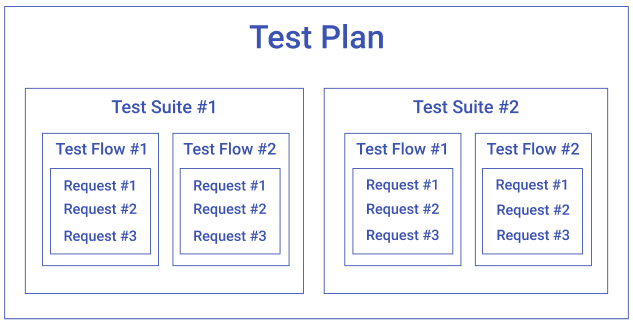 Test Plan
Test Suite #1
Test Flow #1
Request #1
Request #2
Request #3
Test Flow #2
Request #1
Request #2
Request #3
Test Suite #2
Test Flow #1
Request #1
Request #2
Request #3
Test Flow #2
Request #1
Request #2
Request #3